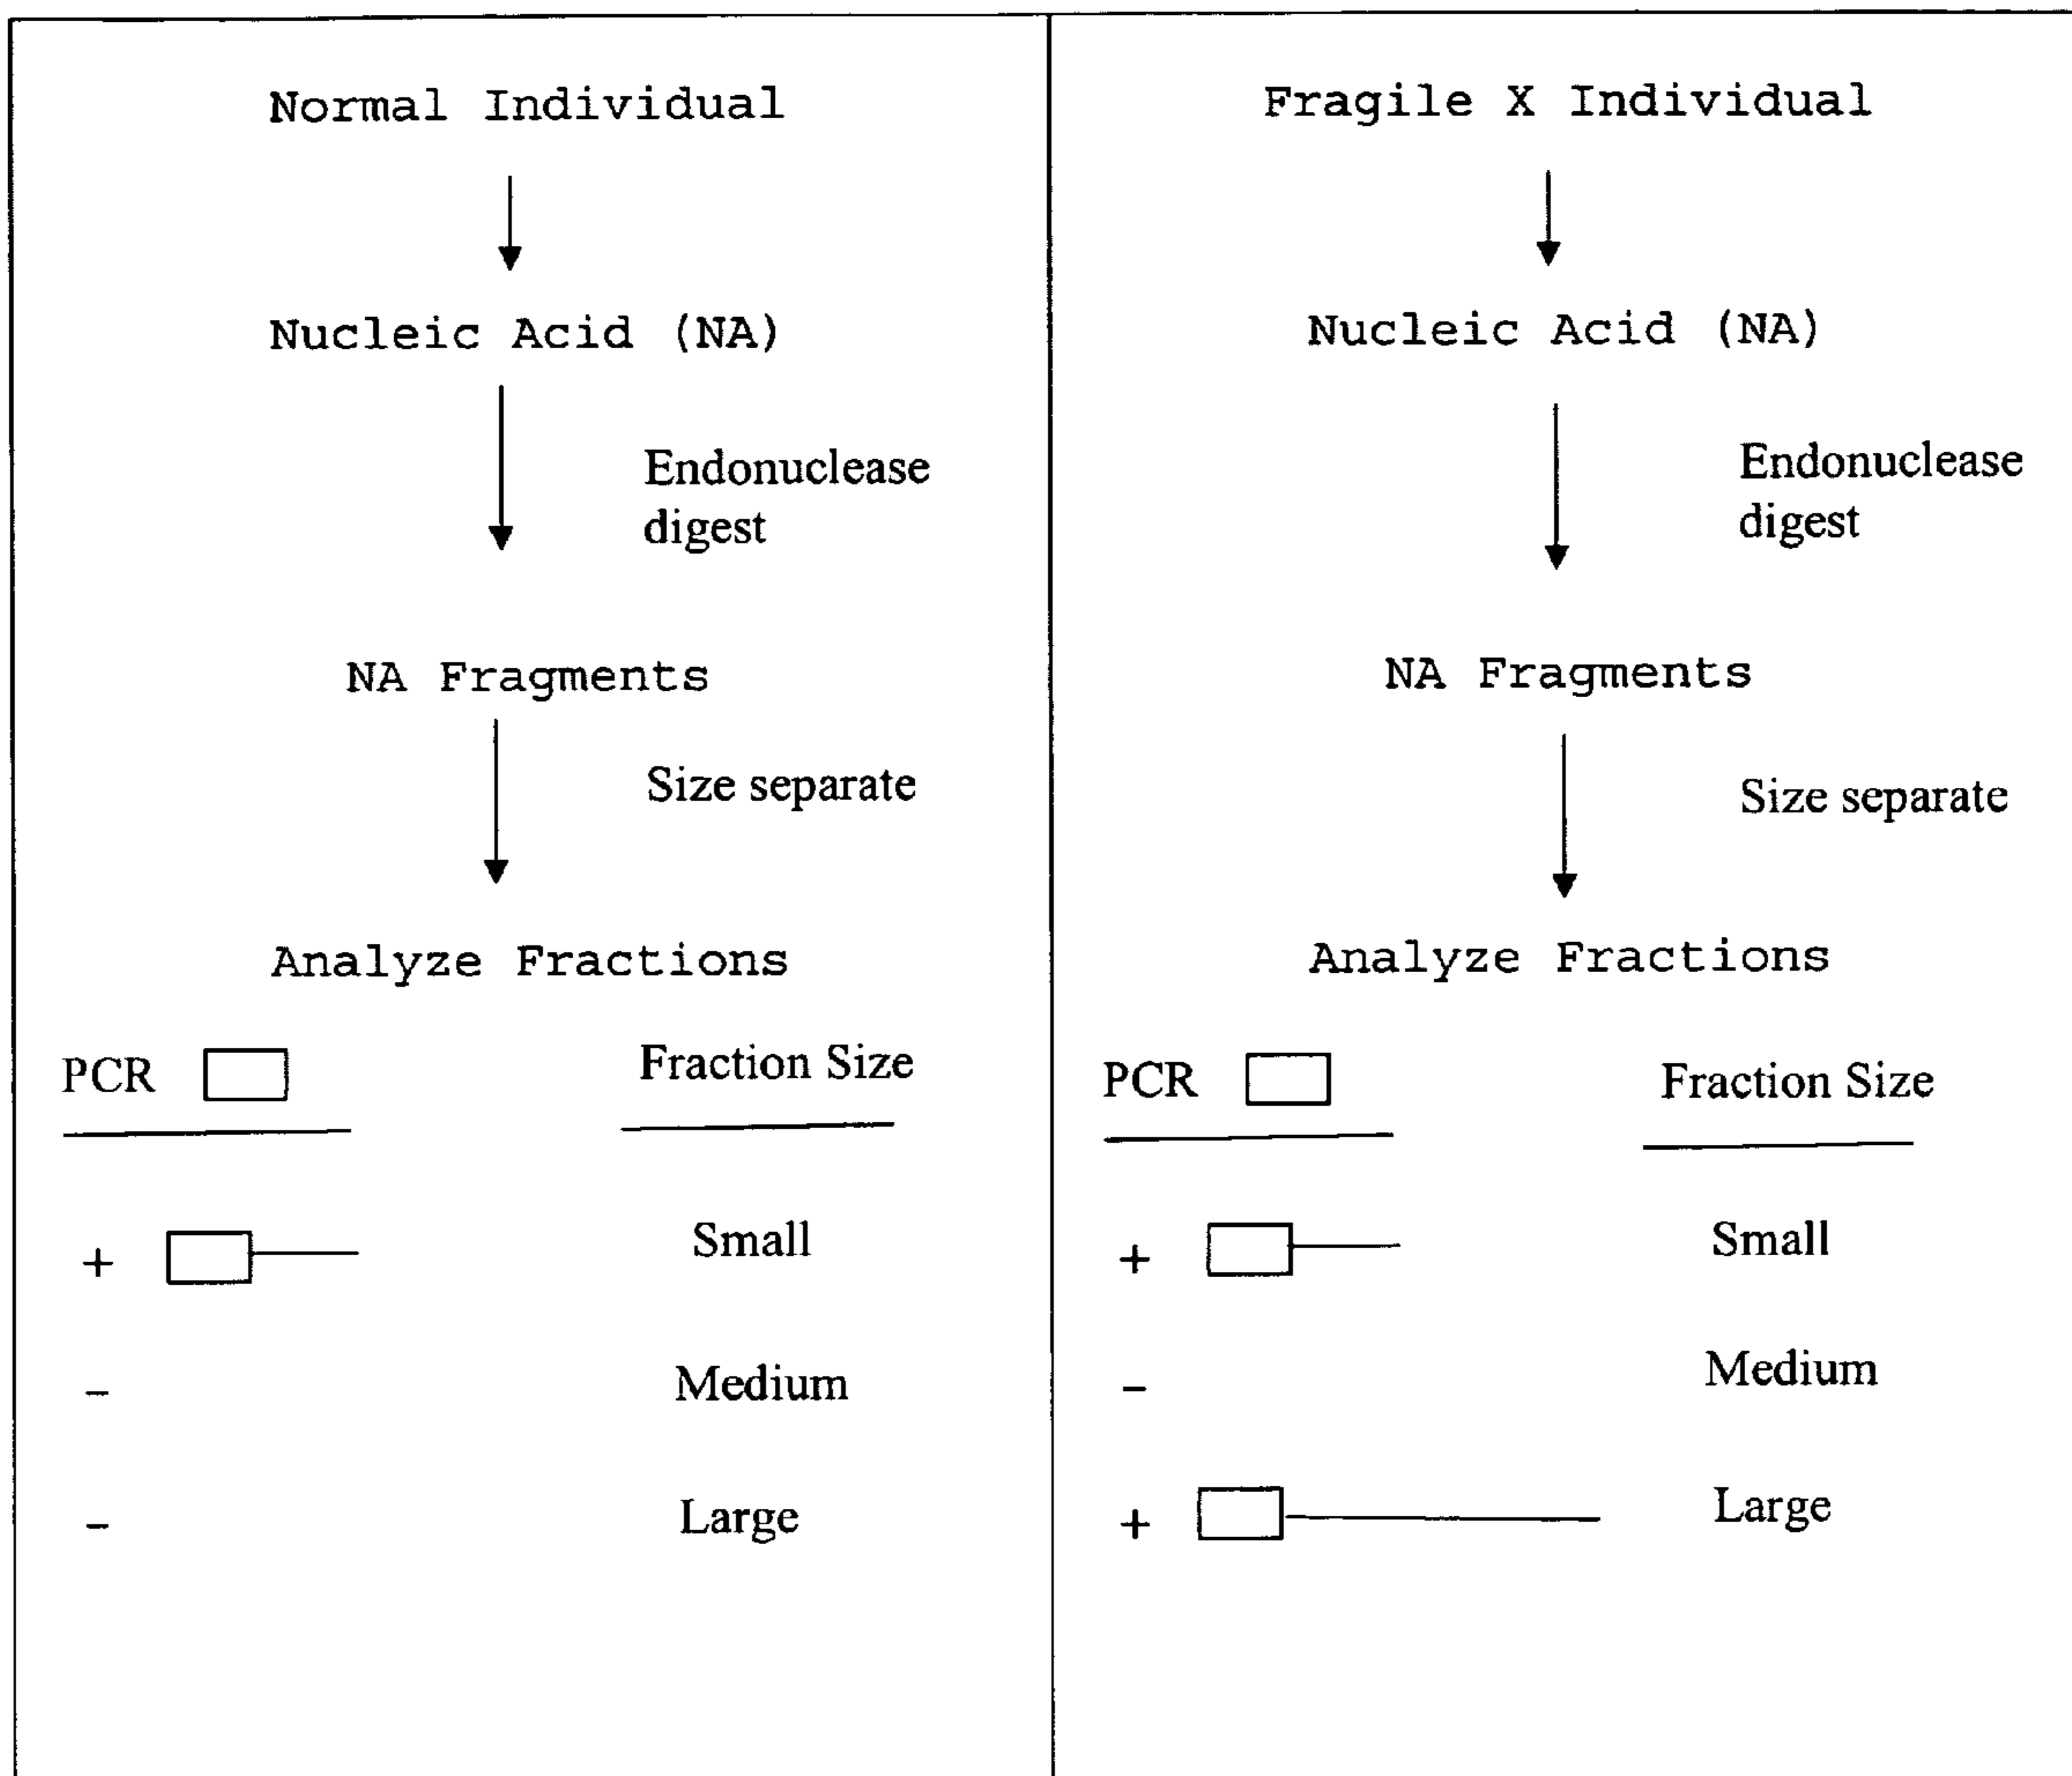 Normal Individual
Nucleic Acid (NA)
Endonuclease
digest
NA Fragments
Size separate
Analyze Fractions
PCR
Fraction Size
+
Small
-
Medium
-
Large
Fragile X Individual
Nucleic Acid (NA)
Endonuclease
digest
NA Fragments
Size separate
Analyze Fractions
PCR
Fraction Size
+
Small
-
Medium
+
Large